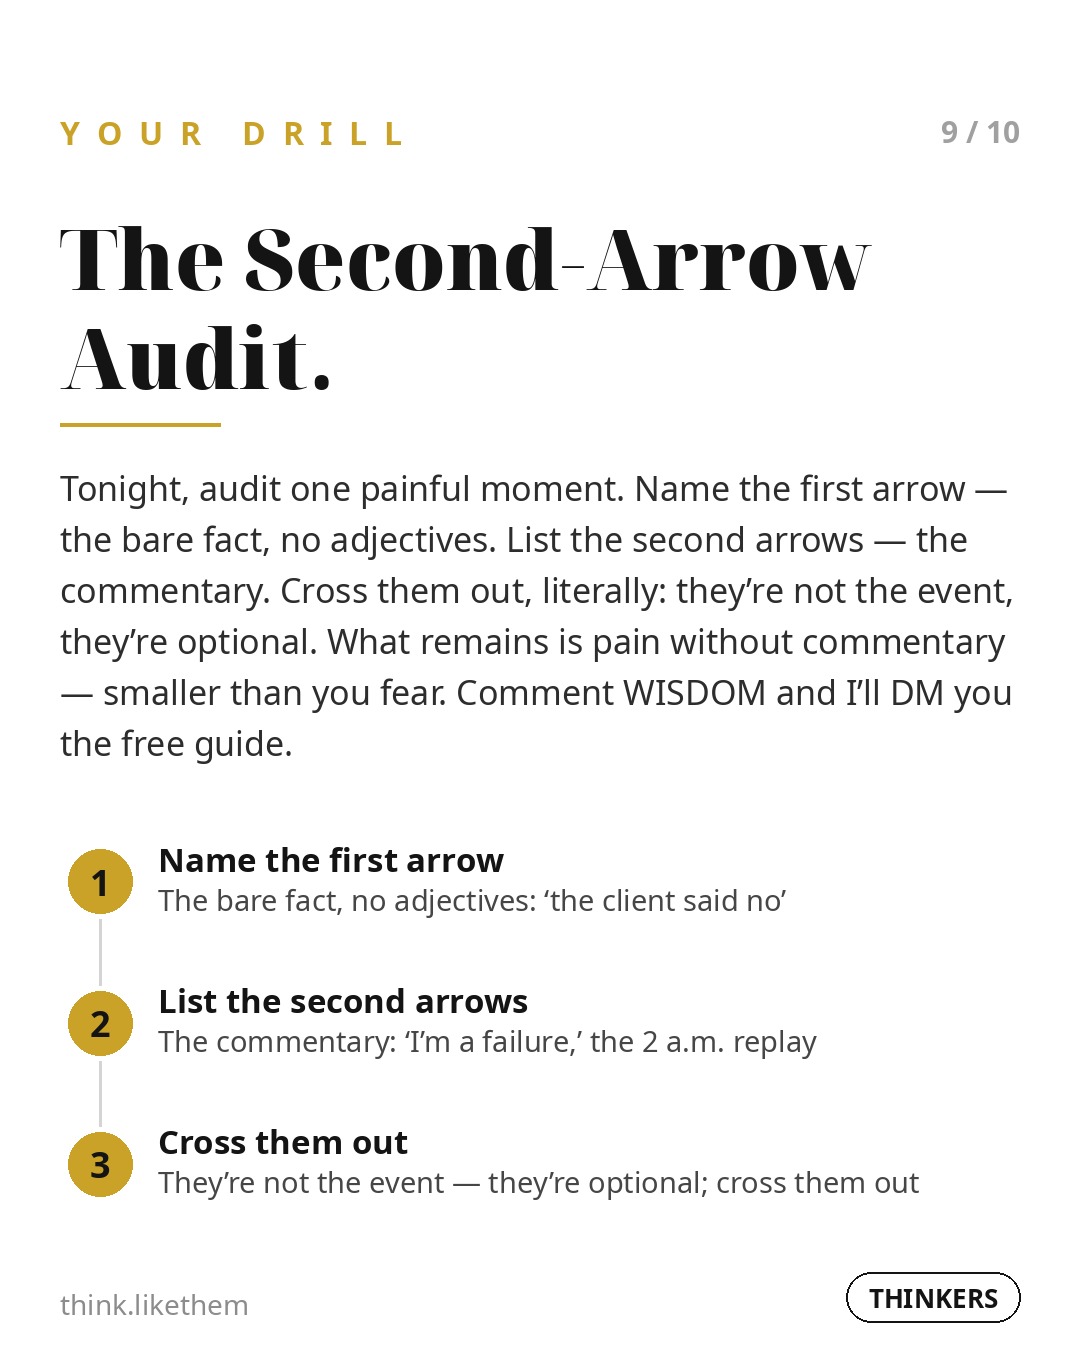 YOUR DRILL
9 / 10
The Second-Arrow
Audit.
Tonight, audit one painful moment. Name the first arrow —
the bare fact, no adjectives. List the second arrows — the
commentary. Cross them out, literally: they’re not the event,
they’re optional. What remains is pain without commentary
— smaller than you fear. Comment WISDOM and I’ll DM you
the free guide.
1
Name the first arrow
The bare fact, no adjectives: ‘the client said no’
2
List the second arrows
The commentary: ‘I’m a failure,’ the 2 a.m. replay
3
Cross them out
They’re not the event — they’re optional; cross them out
think.likethem
THINKERS